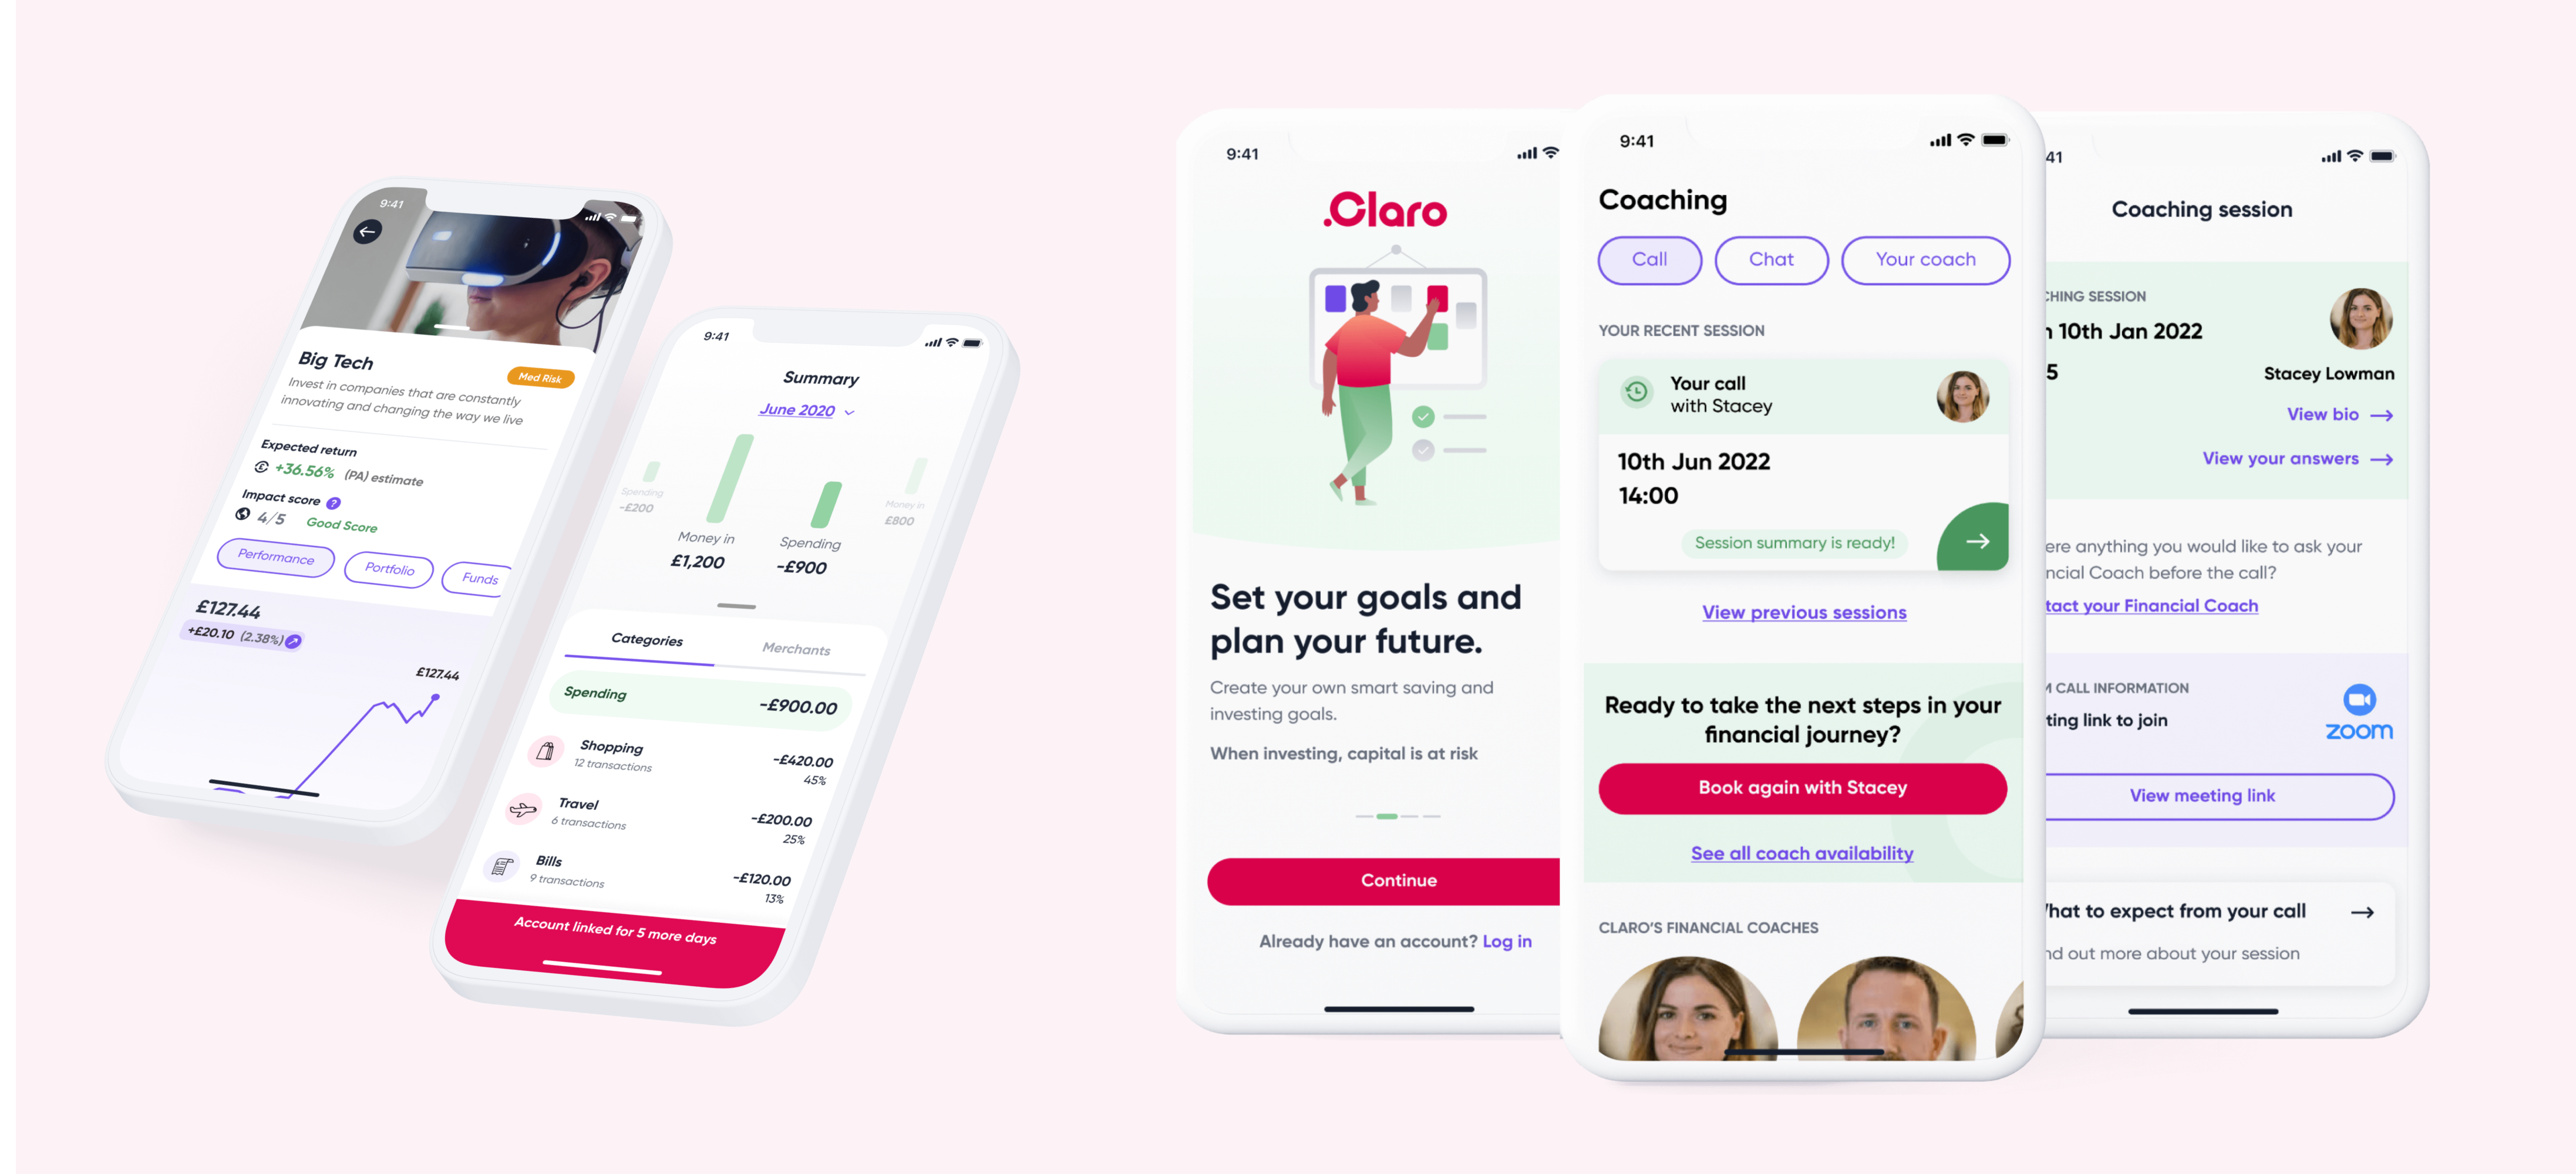 9:41
Big Tech
Med Risk
Invest in companies that are constantly
innovating and changing the way we live
Expected return
+36.56% (PA) estimate
Impact score ?
4/5 Good Score
Performance
Portfolio
Funds
£127.44
+£20.10 (2.38%)
£127.44
9:41
Summary
June 2020
Spending
-£200
Money in
£1,200
Spending
-£900
Money in
£800
Categories
Merchants
Spending
-£900.00
Shopping
-£420.00
12 transactions
45%
Travel
-£200.00
6 transactions
25%
Bills
-£120.00
9 transactions
13%
Account linked for 5 more days
9:41
.Claro
Set your goals and
plan your future.
Create your own smart saving and
investing goals.
When investing, capital is at risk
Continue
Already have an account? Log in
9:41
Coaching
Call
Chat
Your coach
YOUR RECENT SESSION
Your call
with Stacey
10th Jun 2022
14:00
Session summary is ready!
View previous sessions
Ready to take the next steps in your
financial journey?
Book again with Stacey
See all coach availability
CLARO'S FINANCIAL COACHES
41
Coaching session
CHING SESSION
10th Jan 2022
5
Stacey Lowman
View bio
View your answers
ere anything you would like to ask your
ncial Coach before the call?
tact your Financial Coach
CALL INFORMATION
ting link to join
zoom
View meeting link
hat to expect from your call
nd out more about your session